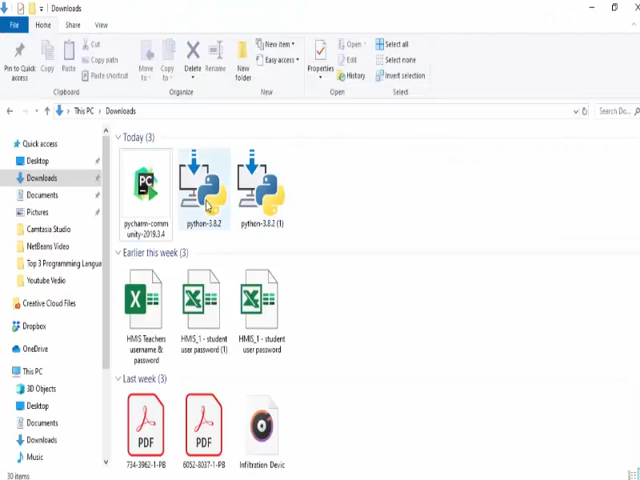 Downloads
File Home Share View
Pin to Quick access
Copy
Paste
Cut
Copy path
Paste shortcut
Clipboard
Move to
Copy to
Delete
Rename
Organize
New folder
New item
Easy access
New
Properties
Open
Edit
History
Open
Select all
Select none
Invert selection
Select
This PC > Downloads
Search Do...
Quick access
Desktop
Downloads
Documents
Pictures
Camtasia Studio
NetBeans Video
Top 3 Programming Langua
Youtube Vedio
Creative Cloud Files
Dropbox
OneDrive
This PC
3D Objects
Desktop
Documents
Downloads
Music
30 items
Today (3)
PC
pycharm-comm
unity-2019.3.4
python-3.8.2
python-3.8.2 (1)
Earlier this week (3)
HMIS Teachers
username &
password
HMIS_1 - student
user password (1)
HMIS_1 - student
user password
Last week (3)
PDF
734-3962-1-PB
PDF
6052-8037-1-PB
Infiltration Devic